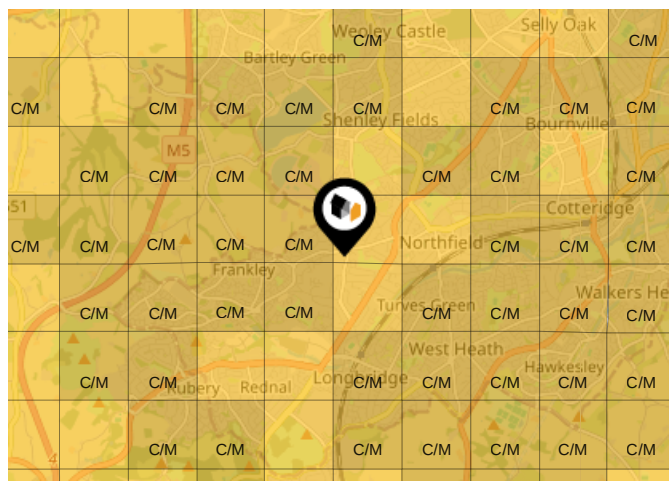 Weoley Castle
Selly Oak
C/M C/M
Bartley Green
C/M C/M C/M C/M C/M C/M C/M C/M
Shenley Fields
Bournville
M5
C/M C/M C/M C/M C/M C/M C/M
Cotteridge
Northfield
C/M C/M C/M C/M C/M C/M C/M C/M
Frankley
Walkers He
Turves Green
C/M C/M C/M C/M C/M C/M C/M C/M
West Heath
Hawkesley
Longbridge
C/M C/M C/M C/M C/M C/M C/M
Rubery Rednal
C/M C/M C/M C/M C/M C/M C/M
4